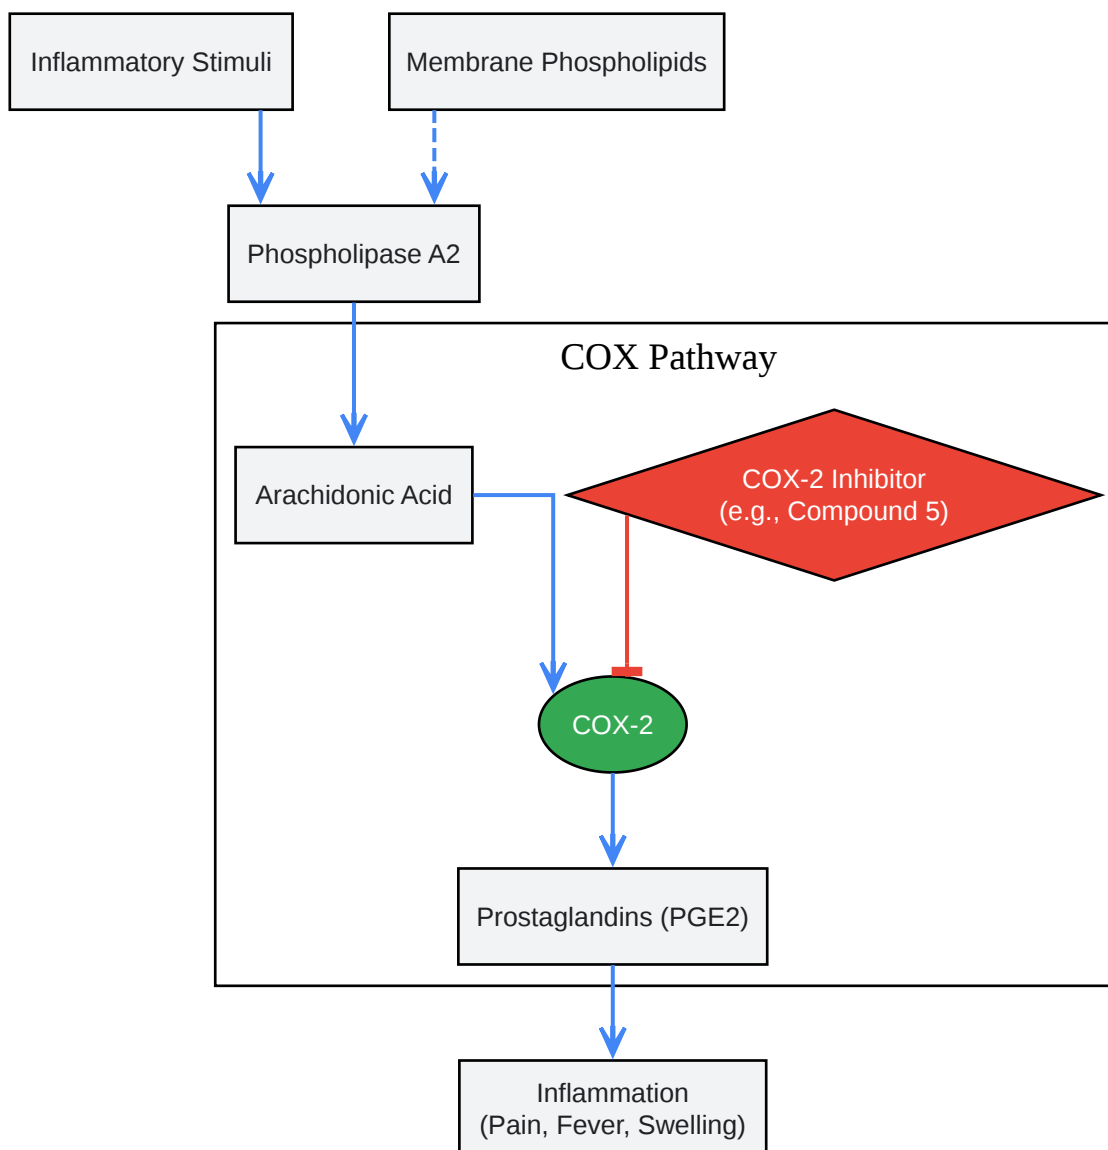 Inflammatory Stimuli
Membrane Phospholipids
Phospholipase A2
COX Pathway
Arachidonic Acid
COX-2 Inhibitor
(e.g., Compound 5)
COX-2
Prostaglandins (PGE2)
Inflammation
(Pain, Fever, Swelling)